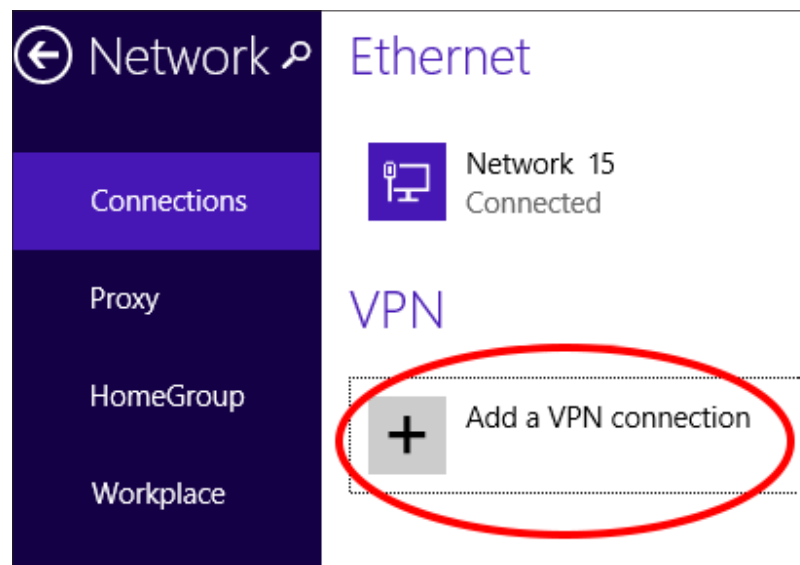 Network
Connections
Proxy
HomeGroup
Workplace
Ethernet
Network 15
Connected
VPN
Add a VPN connection